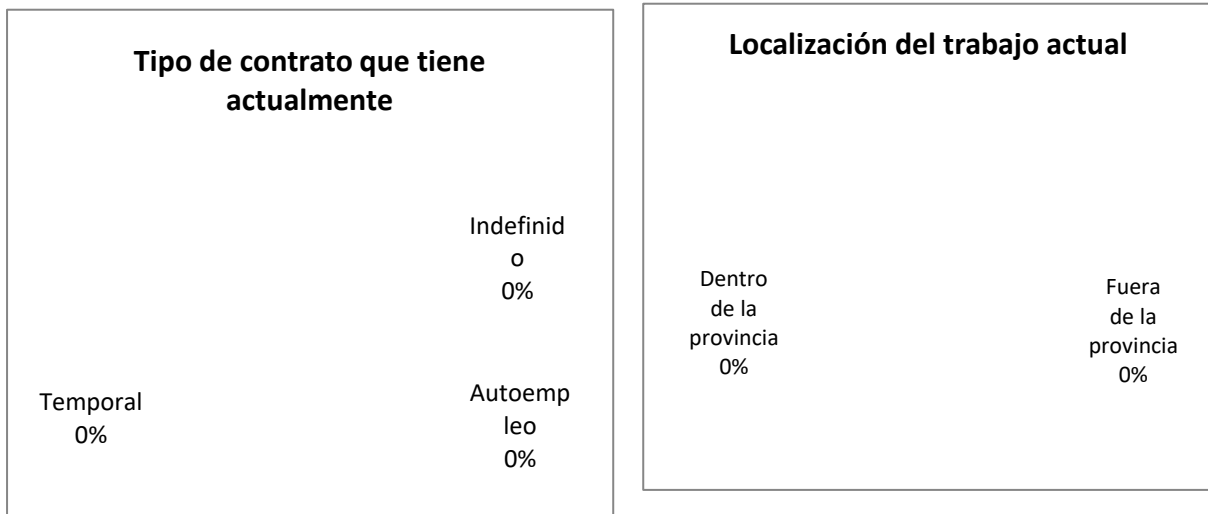 Tipo de contrato que tiene
actualmente
Indefinid
o
0%
Temporal
0%
Autoemp
leo
0%
Localización del trabajo actual
Dentro
de la
provincia
0%
Fuera
de la
provincia
0%